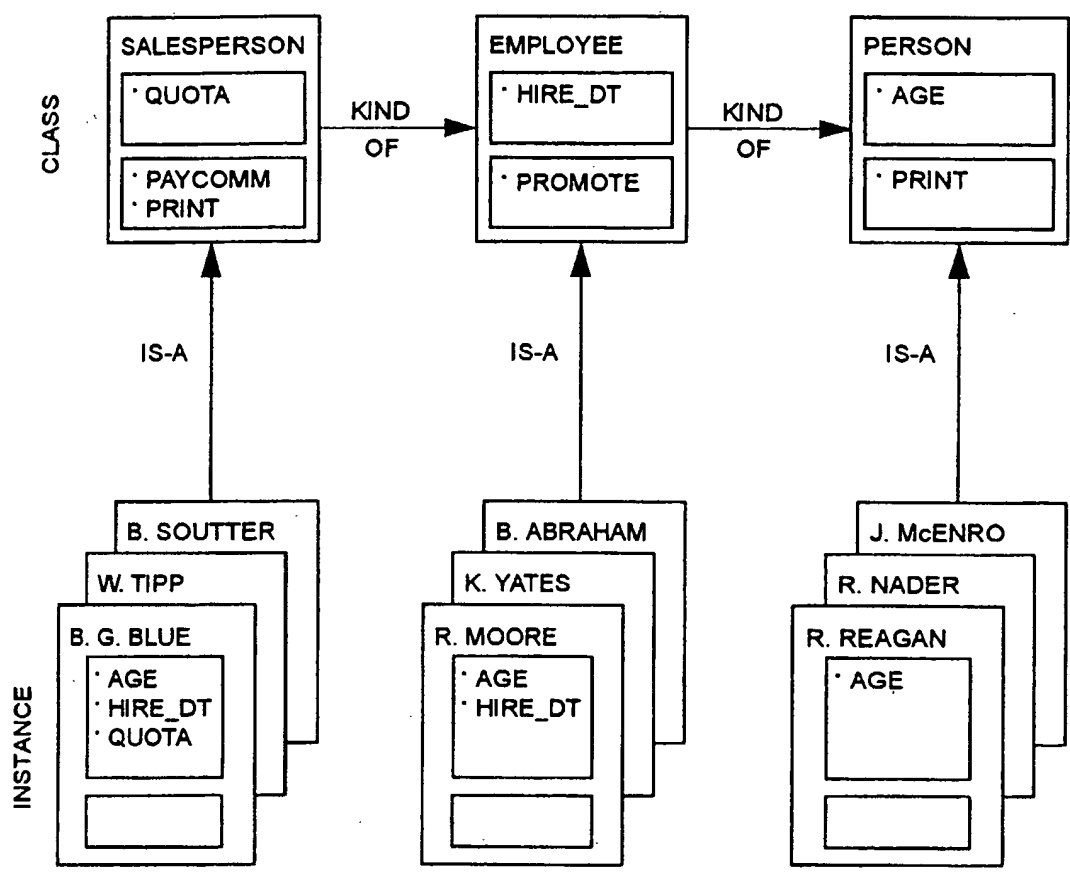 CLASS
SALESPERSON
· QUOTA
· PAYCOMM
· PRINT
KIND
OF
EMPLOYEE
· HIRE_DT
· PROMOTE
KIND
OF
PERSON
· AGE
· PRINT
IS-A
IS-A
IS-A
INSTANCE
B. SOUTTER
W. TIPP
B. G. BLUE
· AGE
· HIRE_DT
· QUOTA
B. ABRAHAM
K. YATES
R. MOORE
· AGE
· HIRE_DT
J. McENRO
R. NADER
R. REAGAN
· AGE